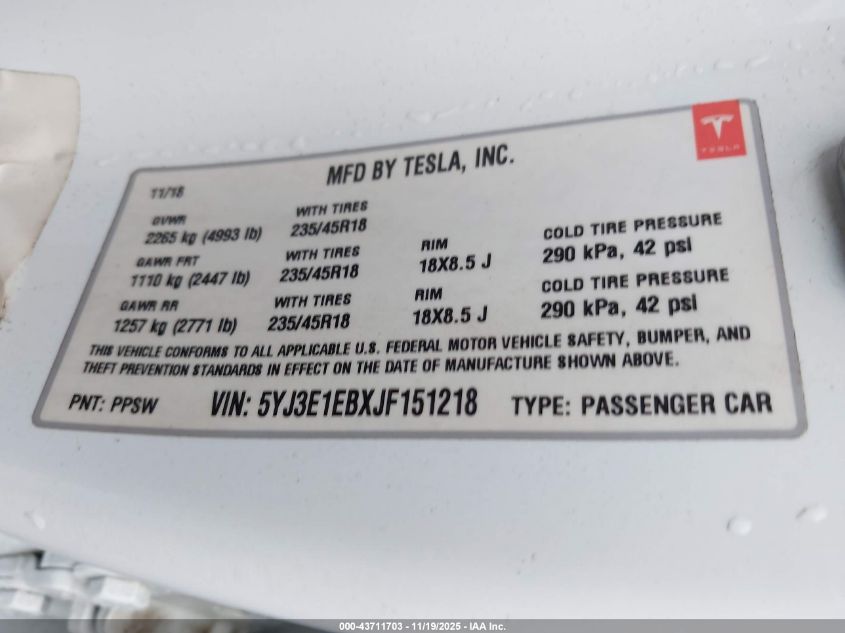 TESLA
MFD BY TESLA, INC.
11/18
GVWR
2265 kg (4993 lb)
WITH TIRES
235/45R18
GAWR FRT
1110 kg (2447 lb)
WITH TIRES
235/45R18
RIM
18X8.5 J
COLD TIRE PRESSURE
290 kPa, 42 psi
GAWR RR
1257 kg (2771 lb)
WITH TIRES
235/45R18
RIM
18X8.5 J
COLD TIRE PRESSURE
290 kPa, 42 psi
THIS VEHICLE CONFORMS TO ALL APPLICABLE U.S. FEDERAL MOTOR VEHICLE SAFETY, BUMPER, AND
THEFT PREVENTION STANDARDS IN EFFECT ON THE DATE OF MANUFACTURE SHOWN ABOVE.
PNT: PPSW VIN: 5YJ3E1EBXJF151218 TYPE: PASSENGER CAR
000-43711703 - 11/19/2025 - IAA Inc.